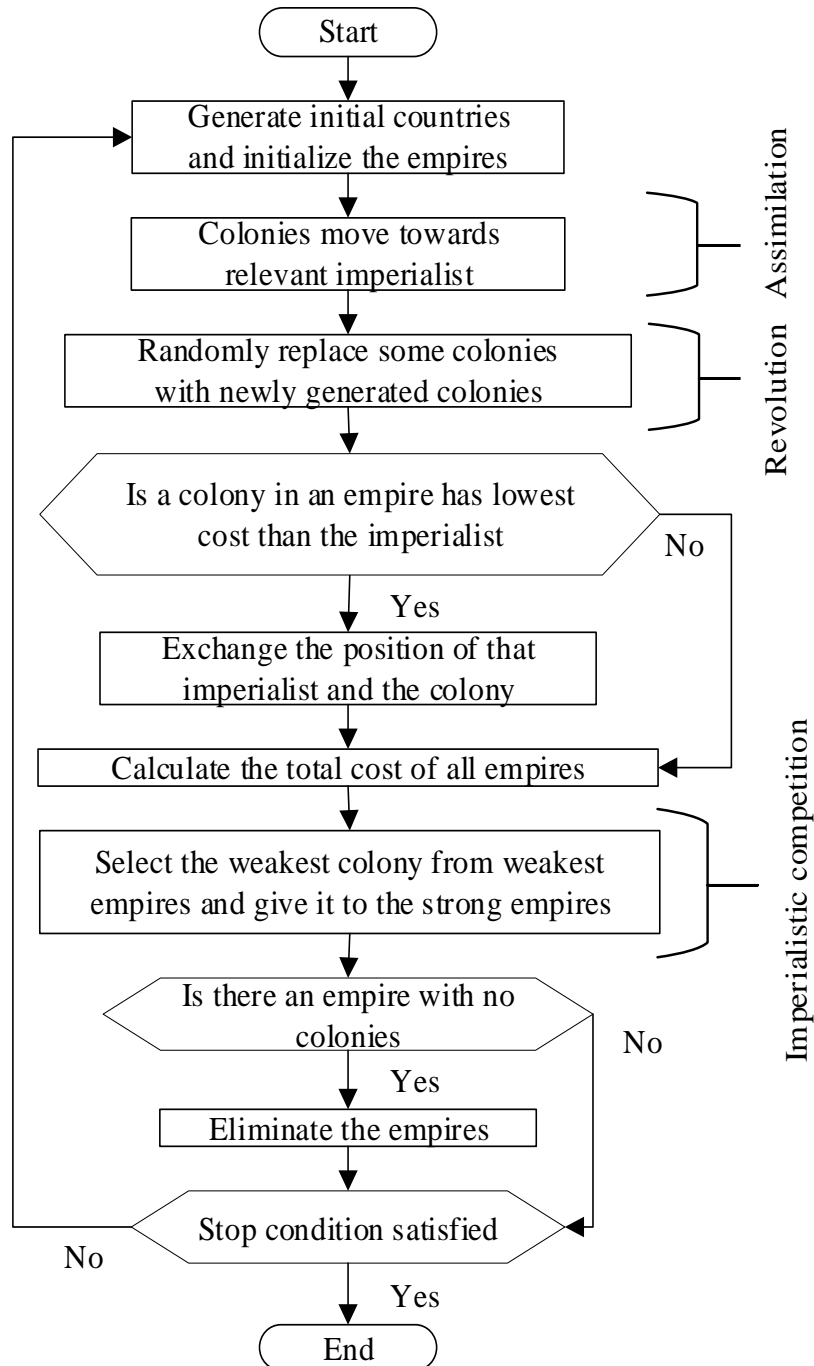 Start
Generate initial countries
and initialize the empires
Colonies move towards
relevant imperialist
Assimilation
Randomly replace some colonies
with newly generated colonies
Revolution
Is a colony in an empire has lowest
cost than the imperialist
No
Yes
Exchange the position of that
imperialist and the colony
Calculate the total cost of all empires
Select the weakest colony from weakest
empires and give it to the strong empires
Imperialistic competition
Is there an empire with no
colonies
No
Yes
Eliminate the empires
Stop condition satisfied
No
Yes
End